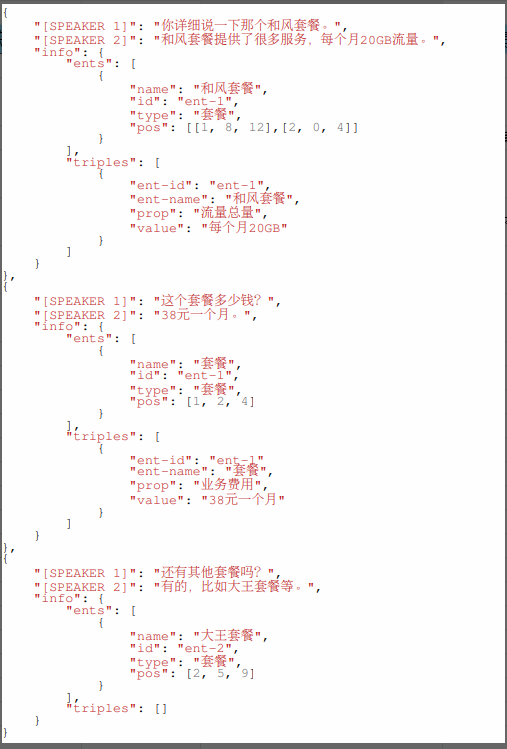 {
    "[SPEAKER 1]": "你详细说一下那个和风套餐。",
    "[SPEAKER 2]": "和风套餐提供了很多服务，每个月20GB流量。",
    "info": {
        "ents": [
            {
                "name": "和风套餐",
                "id": "ent-1",
                "type": "套餐",
                "pos": [[1, 8, 12],[2, 0, 4]]
            }
        ],
        "triples": [
            {
                "ent-id": "ent-1",
                "ent-name": "和风套餐",
                "prop": "流量总量",
                "value": "每个月20GB"
            }
        ]
    }
},
{
    "[SPEAKER 1]": "这个套餐多少钱？",
    "[SPEAKER 2]": "38元一个月。",
    "info": {
        "ents": [
            {
                "name": "套餐",
                "id": "ent-1",
                "type": "套餐",
                "pos": [1, 2, 4]
            }
        ],
        "triples": [
            {
                "ent-id": "ent-1"
                "ent-name": "套餐",
                "prop": "业务费用",
                "value": "38元一个月"
            }
        ]
    }
},
{
    "[SPEAKER 1]": "还有其他套餐吗？",
    "[SPEAKER 2]": "有的，比如大王套餐等。",
    "info": {
        "ents": [
            {
                "name": "大王套餐",
                "id": "ent-2",
                "type": "套餐",
                "pos": [2, 5, 9]
            }
        ],
        "triples": []
    }
}